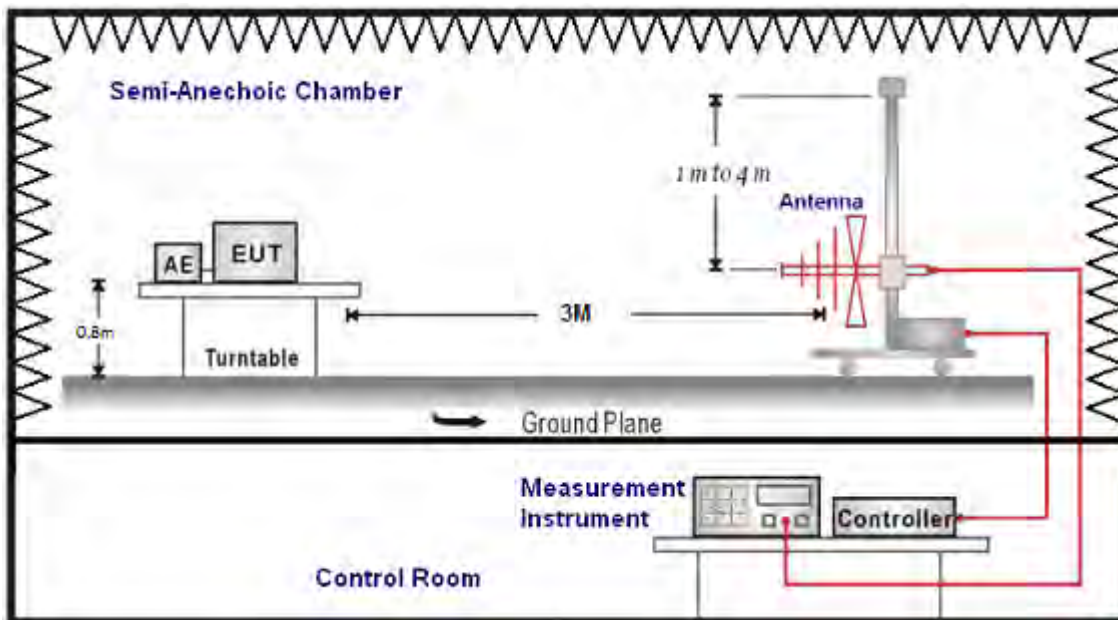 Semi-Anechoic Chamber
1 m to 4 m
Antenna
AE
EUT
0.8m
3M
Turntable
Ground Plane
Measurement
Instrument
Controller
Control Room